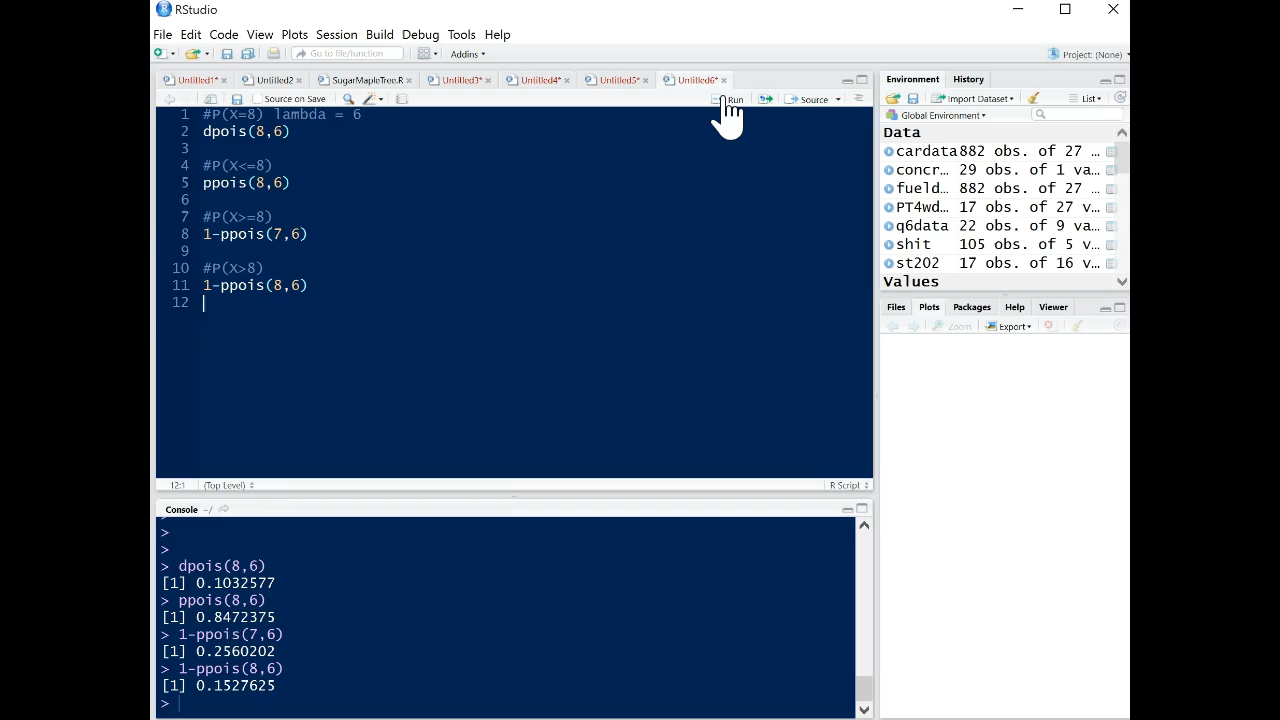 RStudio
File Edit Code View Plots Session Build Debug Tools Help
Go to file/function Addins Project: (None)
Untitled1* Untitled2 SugarMapleTree.R Untitled3* Untitled4* Untitled5* Untitled6*
Source on Save Run Source
1 #P(X=8) lambda = 6
2 dpois(8,6)
3
4 #P(X<=8)
5 ppois(8,6)
6
7 #P(X>=8)
8 1-ppois(7,6)
9
10 #P(X>8)
11 1-ppois(8,6)
12
12:1 (Top Level) R Script
Console ~/
>
>
> dpois(8,6)
[1] 0.1032577
> ppois(8,6)
[1] 0.8472375
> 1-ppois(7,6)
[1] 0.2560202
> 1-ppois(8,6)
[1] 0.1527625
>
Environment History
Import Dataset List
Global Environment
Data
cardata 882 obs. of 27 ...
concr... 29 obs. of 1 va...
fueld... 882 obs. of 27 ...
PT4wd... 17 obs. of 27 v...
q6data 22 obs. of 9 va...
shit 105 obs. of 5 v...
st202 17 obs. of 16 v...
Values
Files Plots Packages Help Viewer
Zoom Export